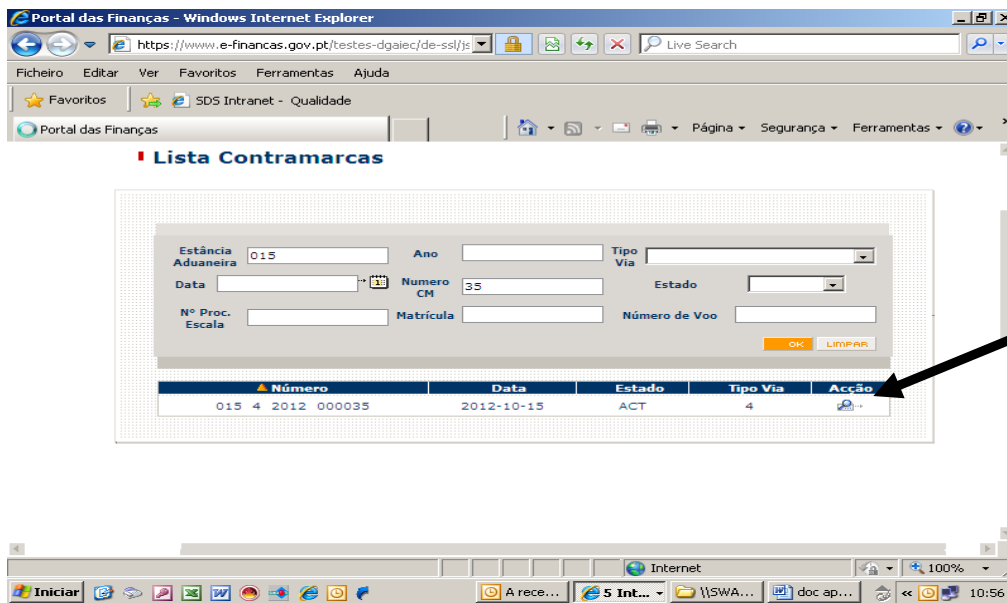 Portal das Finanças - Windows Internet Explorer
https://www.e-financas.gov.pt/testes-dgaiec/de-ssl/js
Live Search
Ficheiro Editar Ver Favoritos Ferramentas Ajuda
Favoritos SDS Intranet - Qualidade
Portal das Finanças Página Segurança Ferramentas
Lista Contramarcas
Estância Aduaneira 015 Ano Tipo Via
Data Numero CM 35 Estado
Nº Proc. Escala Matrícula Número de Voo
OK LIMPAR
Número Data Estado Tipo Via Acção
015 4 2012 000035 2012-10-15 ACT 4
Internet 100%
Iniciar A rece... 5 Int... \\SWA... doc ap... « 10:56